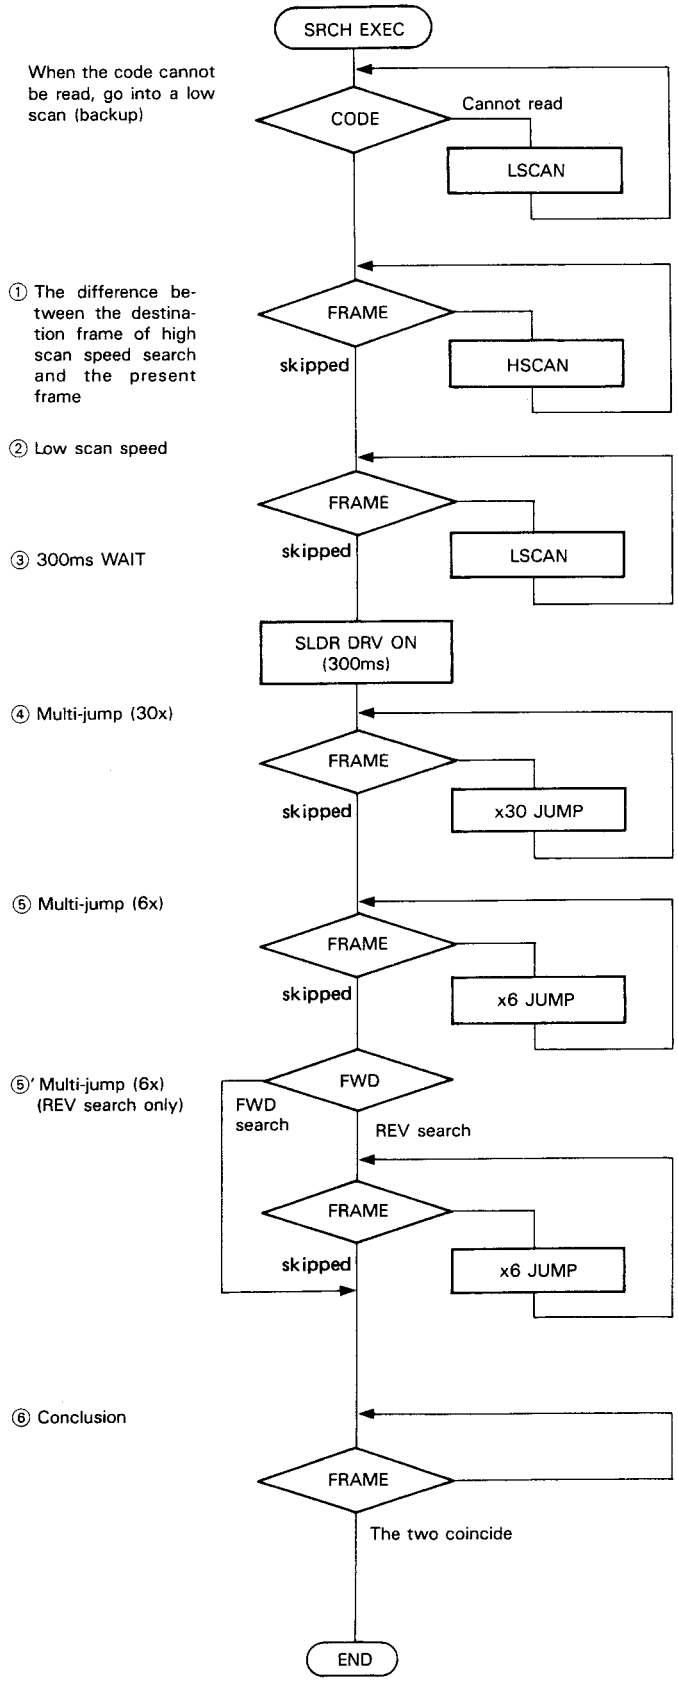 SRCH EXEC
When the code cannot
be read, go into a low
scan (backup)
CODE
Cannot read
LSCAN
① The difference be-
tween the destina-
tion frame of high
scan speed search
and the present
frame
FRAME
skipped
HSCAN
② Low scan speed
FRAME
skipped
LSCAN
③ 300ms WAIT
SLDR DRV ON
(300ms)
④ Multi-jump (30x)
FRAME
skipped
x30 JUMP
⑤ Multi-jump (6x)
FRAME
skipped
x6 JUMP
⑤' Multi-jump (6x)
(REV search only)
FWD
FWD
search
REV search
FRAME
skipped
x6 JUMP
⑥ Conclusion
FRAME
The two coincide
END